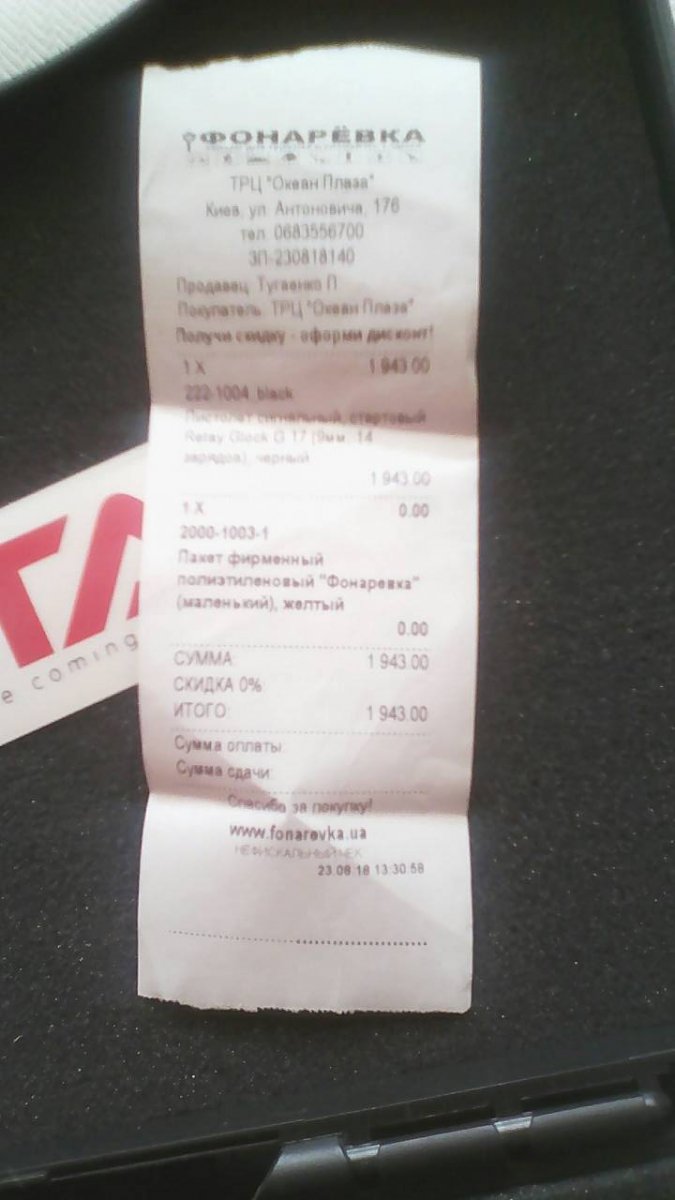 ФОНАРЁВКА
ТРЦ "Океан Плаза"
Киев, ул. Антоновича, 176
тел. 0683556700
ЗП-230818140
Продавец: Тугаенко П
Покупатель: ТРЦ "Океан Плаза"
Получи скидку - оформи дисконт!
1 X 1 943.00
222-1004 black
Пистолет сигнальный, стартовый
Retay Glock G 17 (9мм, 14
зарядов), черный
1 943.00
1 X 0.00
2000-1003-1
Пакет фирменный
полиэтиленовый "Фонаревка"
(маленький), желтый
0.00
СУММА: 1 943.00
СКИДКА 0%
ИТОГО: 1 943.00
Сумма оплаты:
Сумма сдачи:
Спасибо за покупку!
www.fonarevka.ua
НЕФИСКАЛЬНЫЙ ЧЕК
23.08.18 13:30:58
TA
e coming